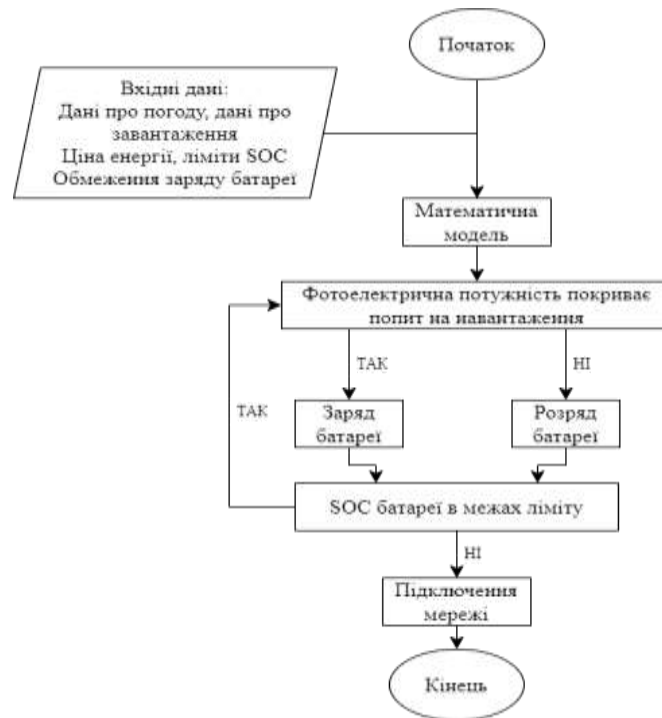 Початок
Вхідні дані:
Дані про погоду, дані про
завантаження
Ціна енергії, ліміти SOC
Обмеження заряду батареї
Математична
модель
Фотоелектрична потужність покриває
попит на навантаження
ТАК
НІ
ТАК
Заряд
батареї
Розряд
батареї
SOC батареї в межах ліміту
НІ
Підключення
мережі
Кінець